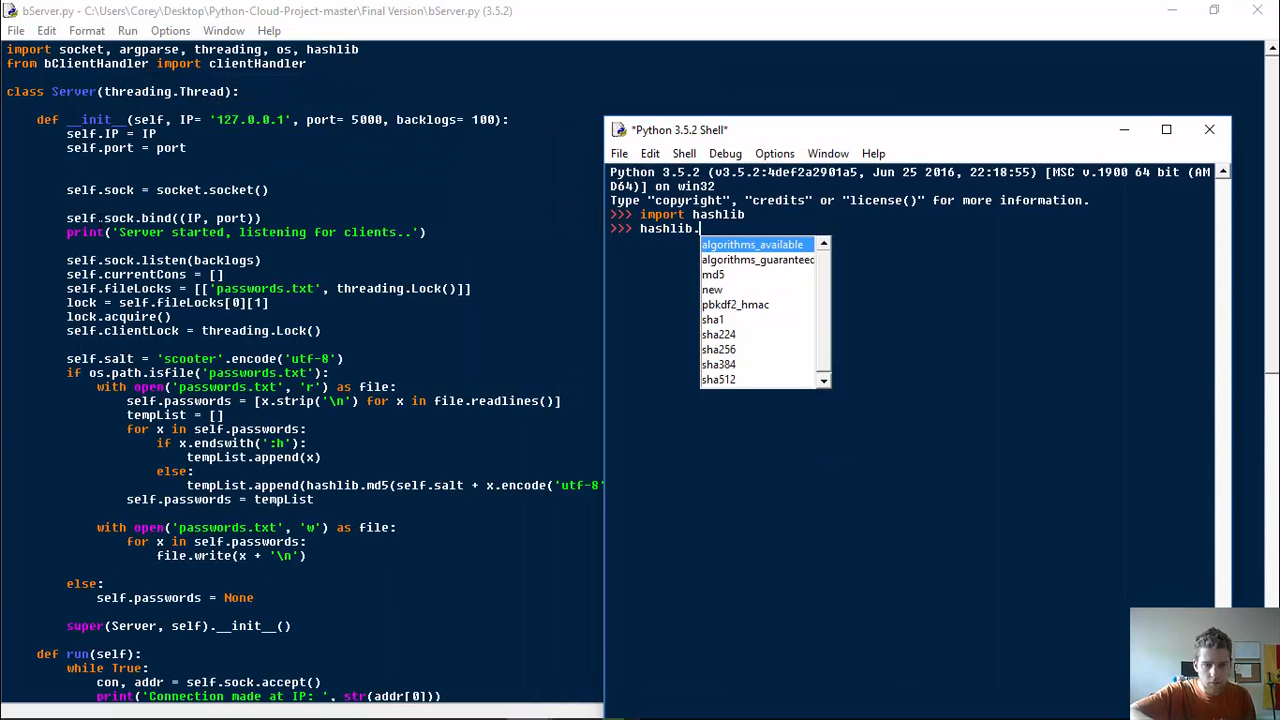 bServer.py - C:\Users\Corey\Desktop\Python-Cloud-Project-master\Final Version\bServer.py (3.5.2)
File Edit Format Run Options Window Help
import socket, argparse, threading, os, hashlib
from bClientHandler import clientHandler
class Server(threading.Thread):
def __init__(self, IP= '127.0.0.1', port= 5000, backlogs= 100):
self.IP = IP
self.port = port
self.sock = socket.socket()
self.sock.bind((IP, port))
print('Server started, listening for clients..')
self.sock.listen(backlogs)
self.currentCons = []
self.fileLocks = [['passwords.txt', threading.Lock()]]
lock = self.fileLocks[0][1]
lock.acquire()
self.clientLock = threading.Lock()
self.salt = 'scooter'.encode('utf-8')
if os.path.isfile('passwords.txt'):
with open('passwords.txt', 'r') as file:
self.passwords = [x.strip('\n') for x in file.readlines()]
tempList = []
for x in self.passwords:
if x.endswith(':h'):
tempList.append(x)
else:
tempList.append(hashlib.md5(self.salt + x.encode('utf-8'
self.passwords = tempList
with open('passwords.txt', 'w') as file:
for x in self.passwords:
file.write(x + '\n')
else:
self.passwords = None
super(Server, self).__init__()
def run(self):
while True:
con, addr = self.sock.accept()
print('Connection made at IP: ', str(addr[0]))
*Python 3.5.2 Shell*
File Edit Shell Debug Options Window Help
Python 3.5.2 (v3.5.2:4def2a2901a5, Jun 25 2016, 22:18:55) [MSC v.1900 64 bit (AM
D64)] on win32
Type "copyright", "credits" or "license()" for more information.
>>> import hashlib
>>> hashlib.
algorithms_available
algorithms_guaranteed
md5
new
pbkdf2_hmac
sha1
sha224
sha256
sha384
sha512